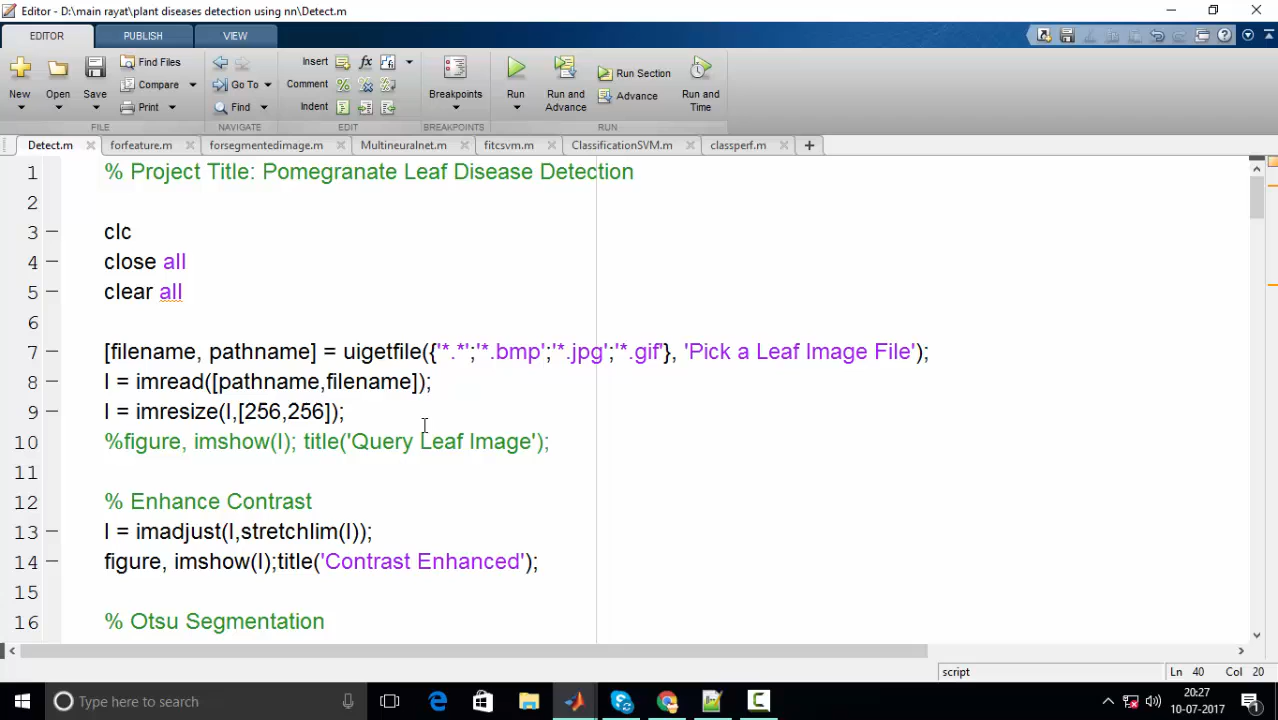 Editor - D:\main rayat\plant diseases detection using nn\Detect.m
EDITOR PUBLISH VIEW
New Open Save Find Files Compare Print
Go To Find
Insert fx Comment % Indent
Breakpoints
Run Run and Advance Run Section Advance Run and Time
FILE NAVIGATE EDIT BREAKPOINTS RUN
Detect.m forfeature.m forsegmentedimage.m Multineuralnet.m fitcsvm.m ClassificationSVM.m classperf.m
1 % Project Title: Pomegranate Leaf Disease Detection
2
3 clc
4 close all
5 clear all
6
7 [filename, pathname] = uigetfile({'*.*';'*.bmp';'*.jpg';'*.gif'}, 'Pick a Leaf Image File');
8 I = imread([pathname,filename]);
9 I = imresize(I,[256,256]);
10 %figure, imshow(I); title('Query Leaf Image');
11
12 % Enhance Contrast
13 I = imadjust(I,stretchlim(I));
14 figure, imshow(I);title('Contrast Enhanced');
15
16 % Otsu Segmentation
script Ln 40 Col 20
Type here to search
20:27
10-07-2017
1